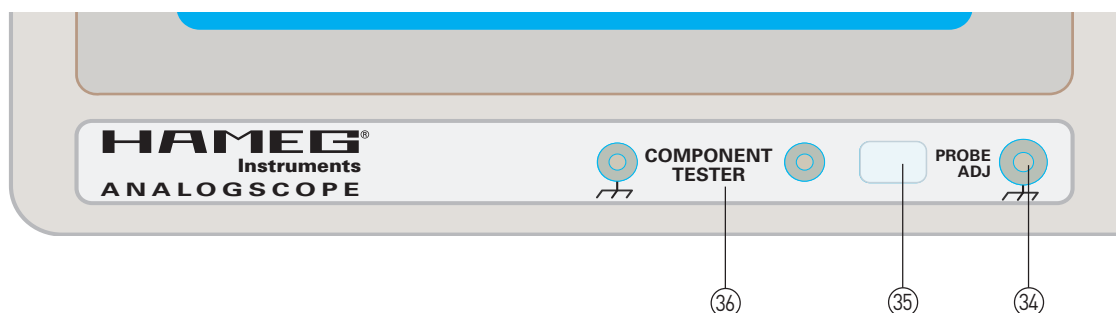 HAMEG®
Instruments
ANALOGSCOPE
COMPONENT
TESTER
PROBE
ADJ
36
35
34